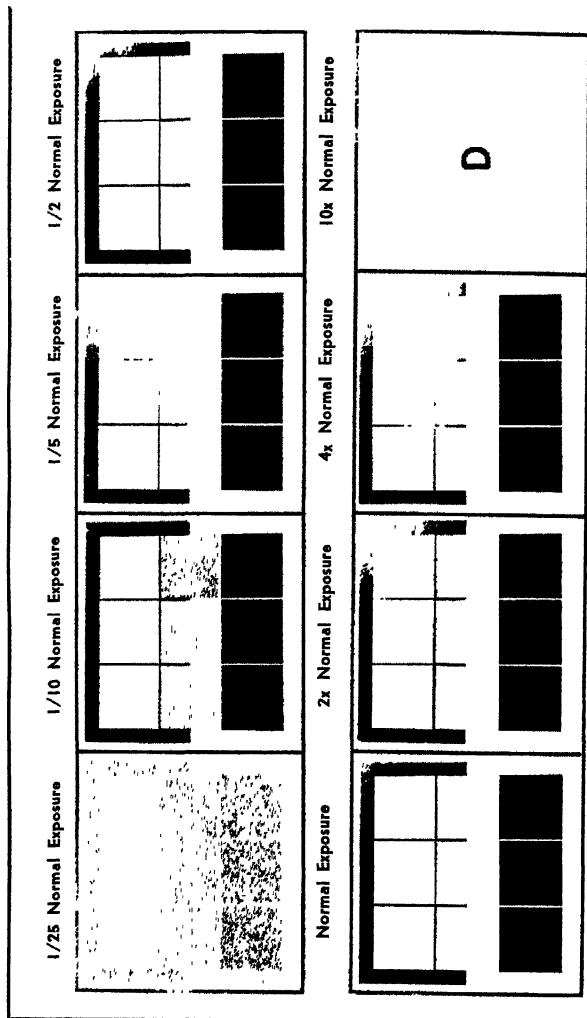 1/25 Normal Exposure
1/10 Normal Exposure
1/5 Normal Exposure
1/2 Normal Exposure
Normal Exposure
2x Normal Exposure
4x Normal Exposure
10x Normal Exposure
D